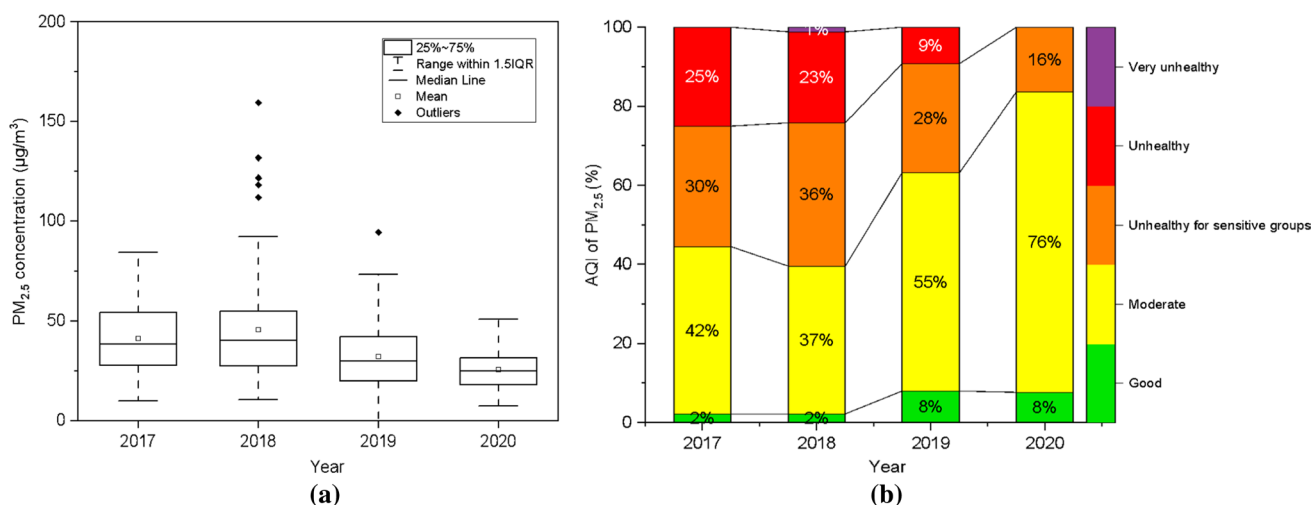 200
150
100
50
0
PM2.5 concentration (μg/m3)
25%~75%
Range within 1.5IQR
Median Line
Mean
Outliers
2017 2018 2019 2020
Year
(a)
100
80
60
40
20
0
AQI of PM2.5 (%)
25%
30%
42%
2%
1%
23%
36%
37%
2%
9%
28%
55%
8%
16%
76%
8%
2017 2018 2019 2020
Year
Very unhealthy
Unhealthy
Unhealthy for sensitive groups
Moderate
Good
(b)